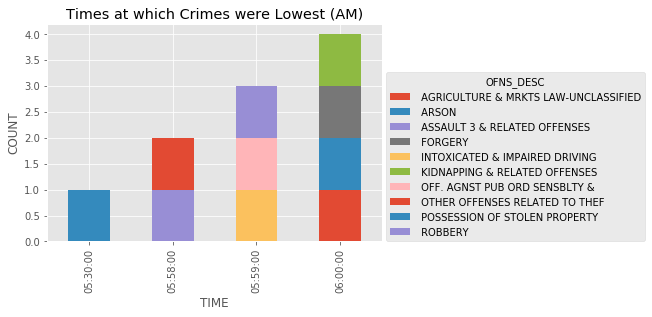 Times at which Crimes were Lowest (AM)
4.0
3.5
3.0
2.5
2.0
1.5
1.0
0.5
0.0
COUNT
05:30:00
05:58:00
05:59:00
06:00:00
TIME
OFNS_DESC
AGRICULTURE & MRKTS LAW-UNCLASSIFIED
ARSON
ASSAULT 3 & RELATED OFFENSES
FORGERY
INTOXICATED & IMPAIRED DRIVING
KIDNAPPING & RELATED OFFENSES
OFF. AGNST PUB ORD SENSBLTY &
OTHER OFFENSES RELATED TO THEF
POSSESSION OF STOLEN PROPERTY
ROBBERY